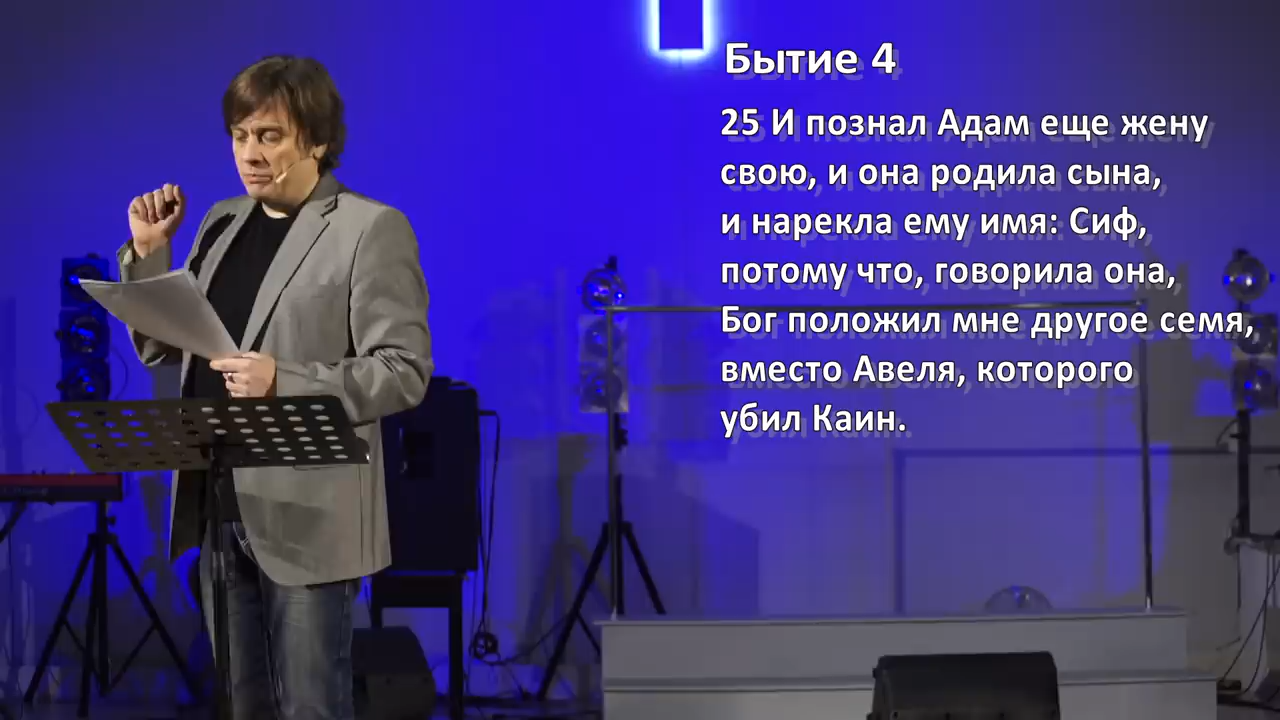 Бытие 4
25 И познал Адам еще жену
свою, и она родила сына,
и нарекла ему имя: Сиф,
потому что, говорила она,
Бог положил мне другое семя,
вместо Авеля, которого
убил Каин.